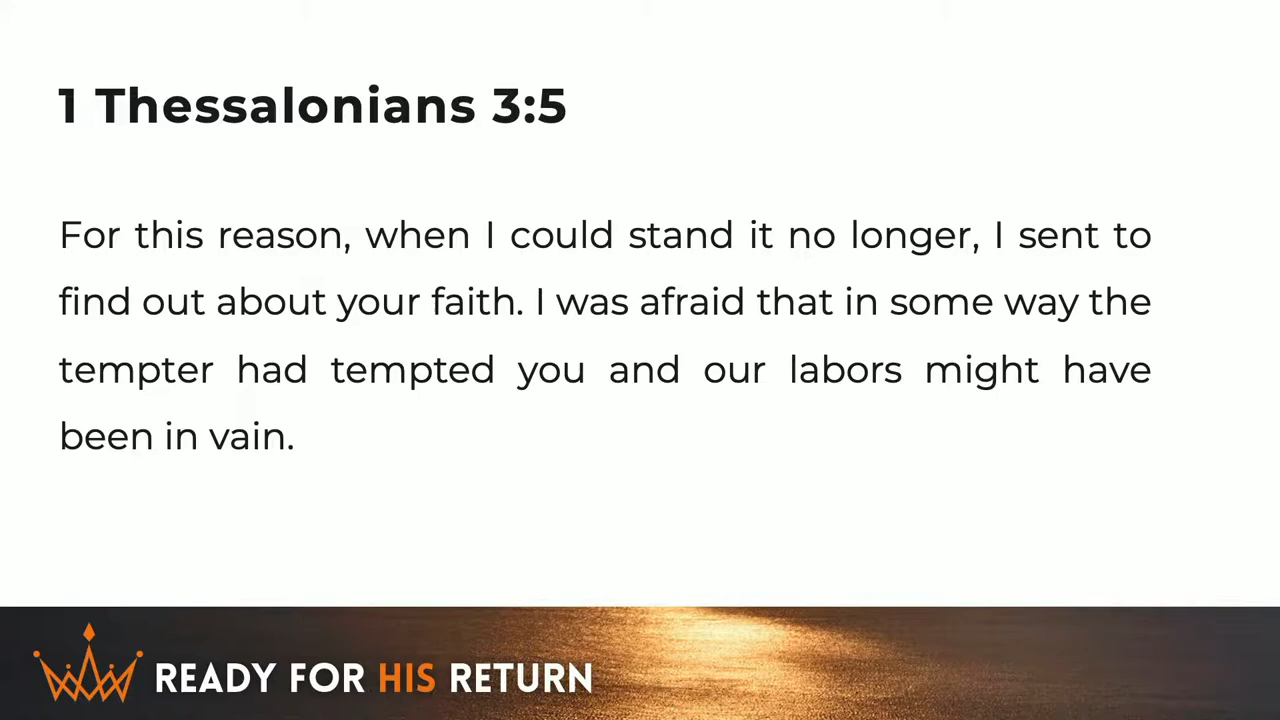 1 Thessalonians 3:5
For this reason, when I could stand it no longer, I sent to
find out about your faith. I was afraid that in some way the
tempter had tempted you and our labors might have
been in vain.
READY FOR HIS RETURN